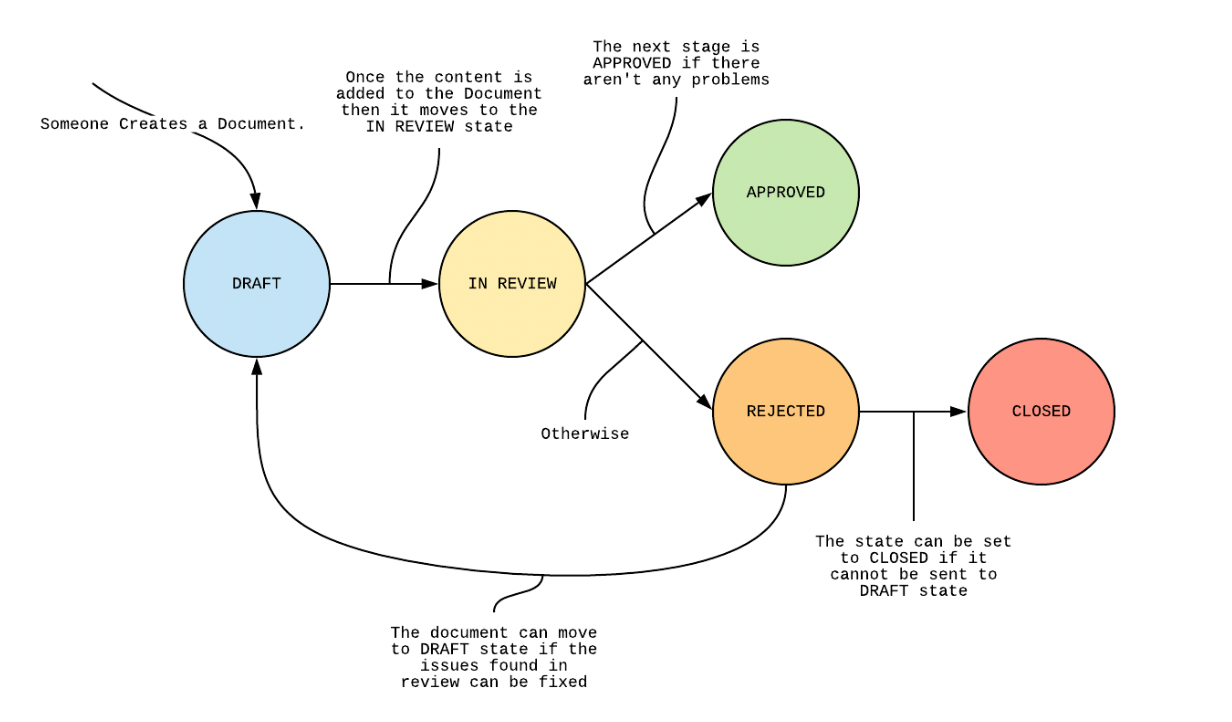 Someone Creates a Document.
Once the content is
added to the Document
then it moves to the
IN REVIEW state
The next stage is
APPROVED if there
aren't any problems
APPROVED
DRAFT
IN REVIEW
Otherwise
REJECTED
CLOSED
The state can be set
to CLOSED if it
cannot be sent to
DRAFT state
The document can move
to DRAFT state if the
issues found in
review can be fixed